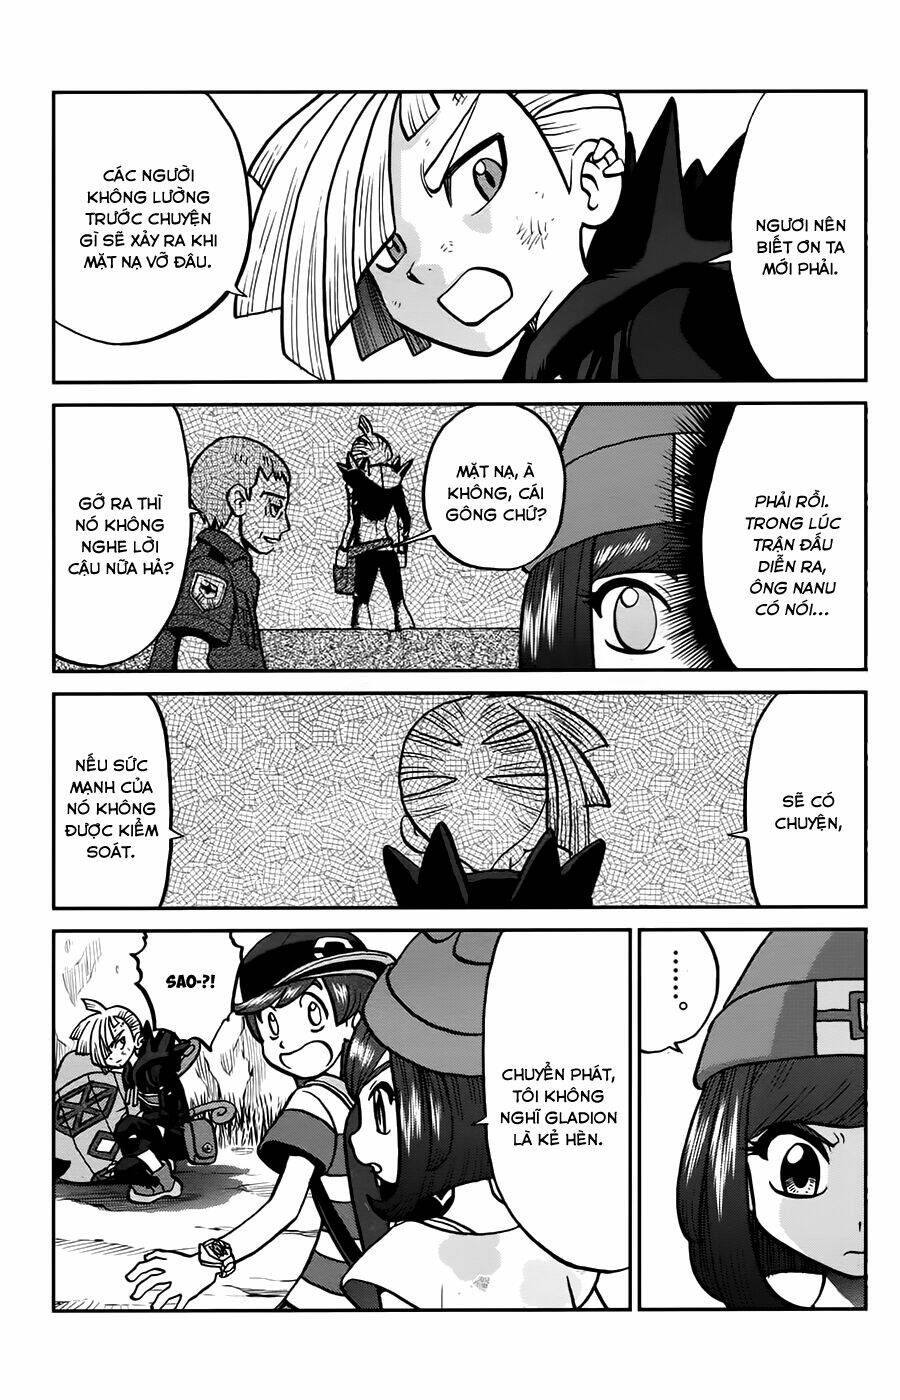 NGƯƠI NÊN
BIẾT ƠN TA
MỚI PHẢI.
CÁC NGƯỜI
KHÔNG LƯỜNG
TRƯỚC CHUYỆN
GÌ SẼ XẢY RA KHI
MẶT NẠ VỠ ĐÂU.
PHẢI RỒI.
TRONG LÚC
TRẬN ĐẤU
DIỄN RA,
ÔNG NANU
CÓ NÓI...
MẶT NẠ, À
KHÔNG, CÁI
GÔNG CHỨ?
GỠ RA THÌ
NÓ KHÔNG
NGHE LỜI
CẬU NỮA HẢ?
SẼ CÓ
CHUYỆN,
NẾU SỨC
MẠNH CỦA
NÓ KHÔNG
ĐƯỢC KIỂM
SOÁT.
.......
CHUYỂN PHÁT,
TÔI KHÔNG
NGHĨ GLADION
LÀ KẺ HÈN.
SAO-?!